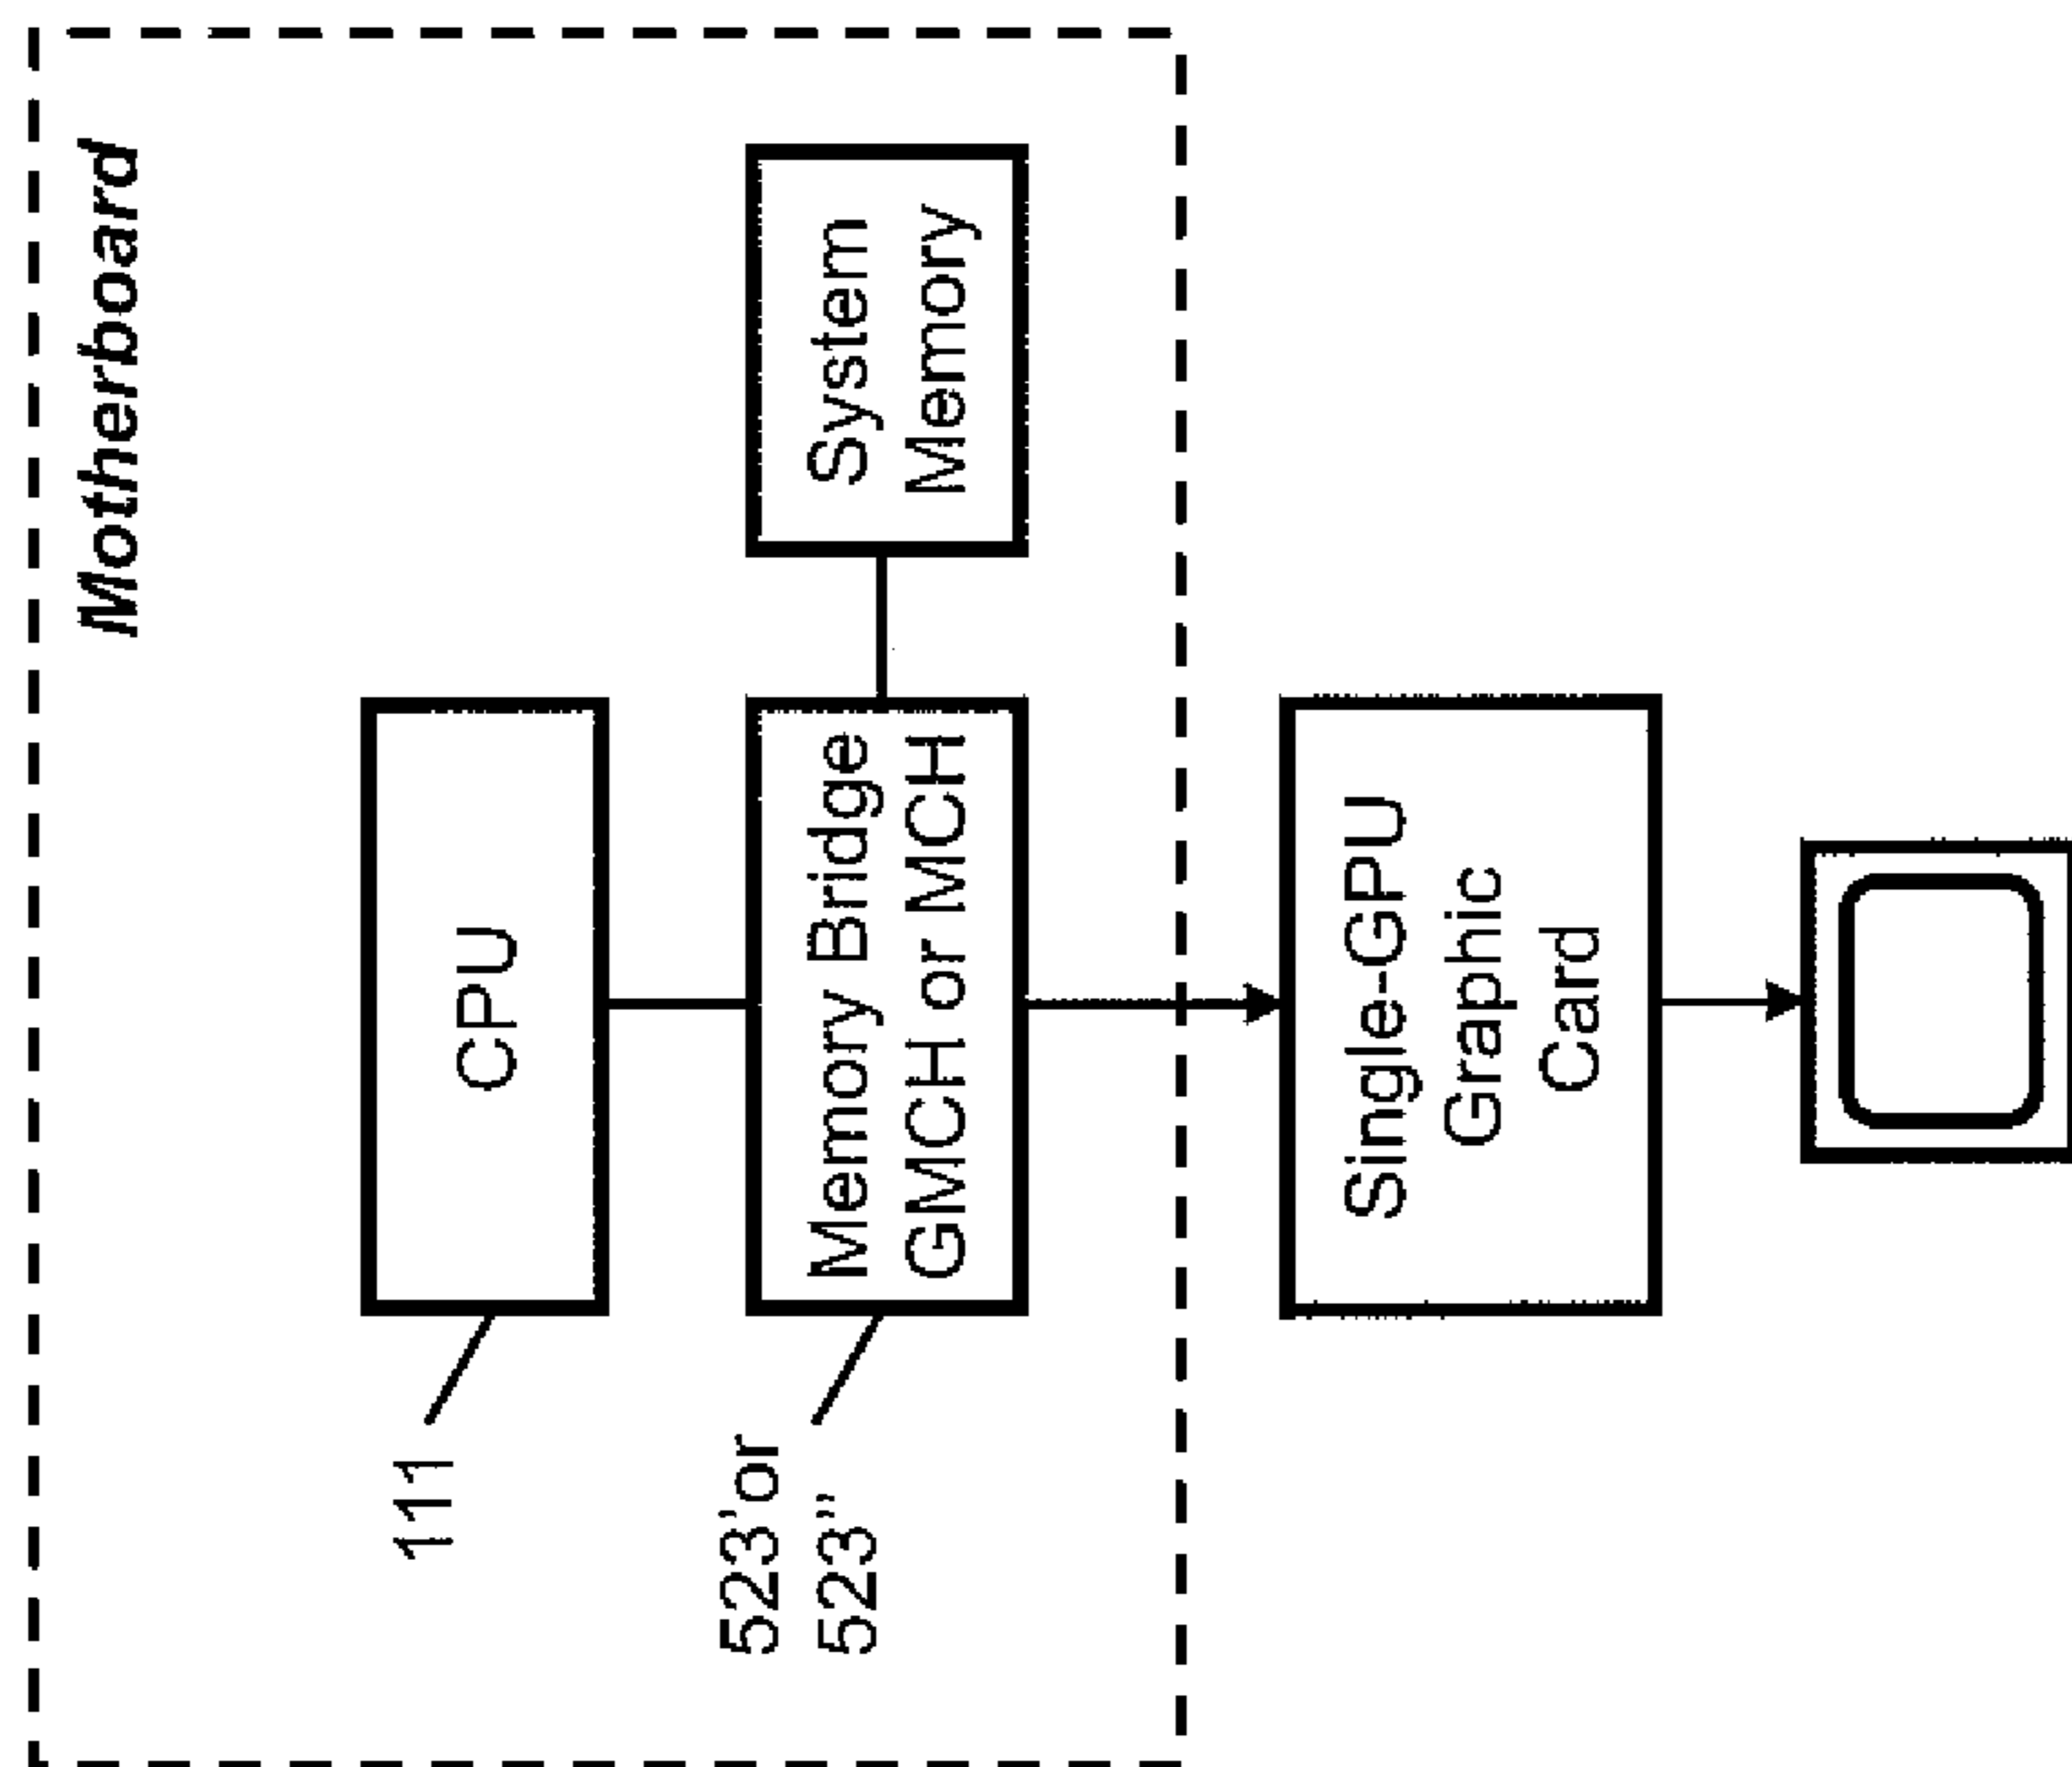 Motherboard
111
CPU
523'or
523”
Memory Bridge
GMCH or MCH
System
Memory
Single-GPU
Graphic
Card